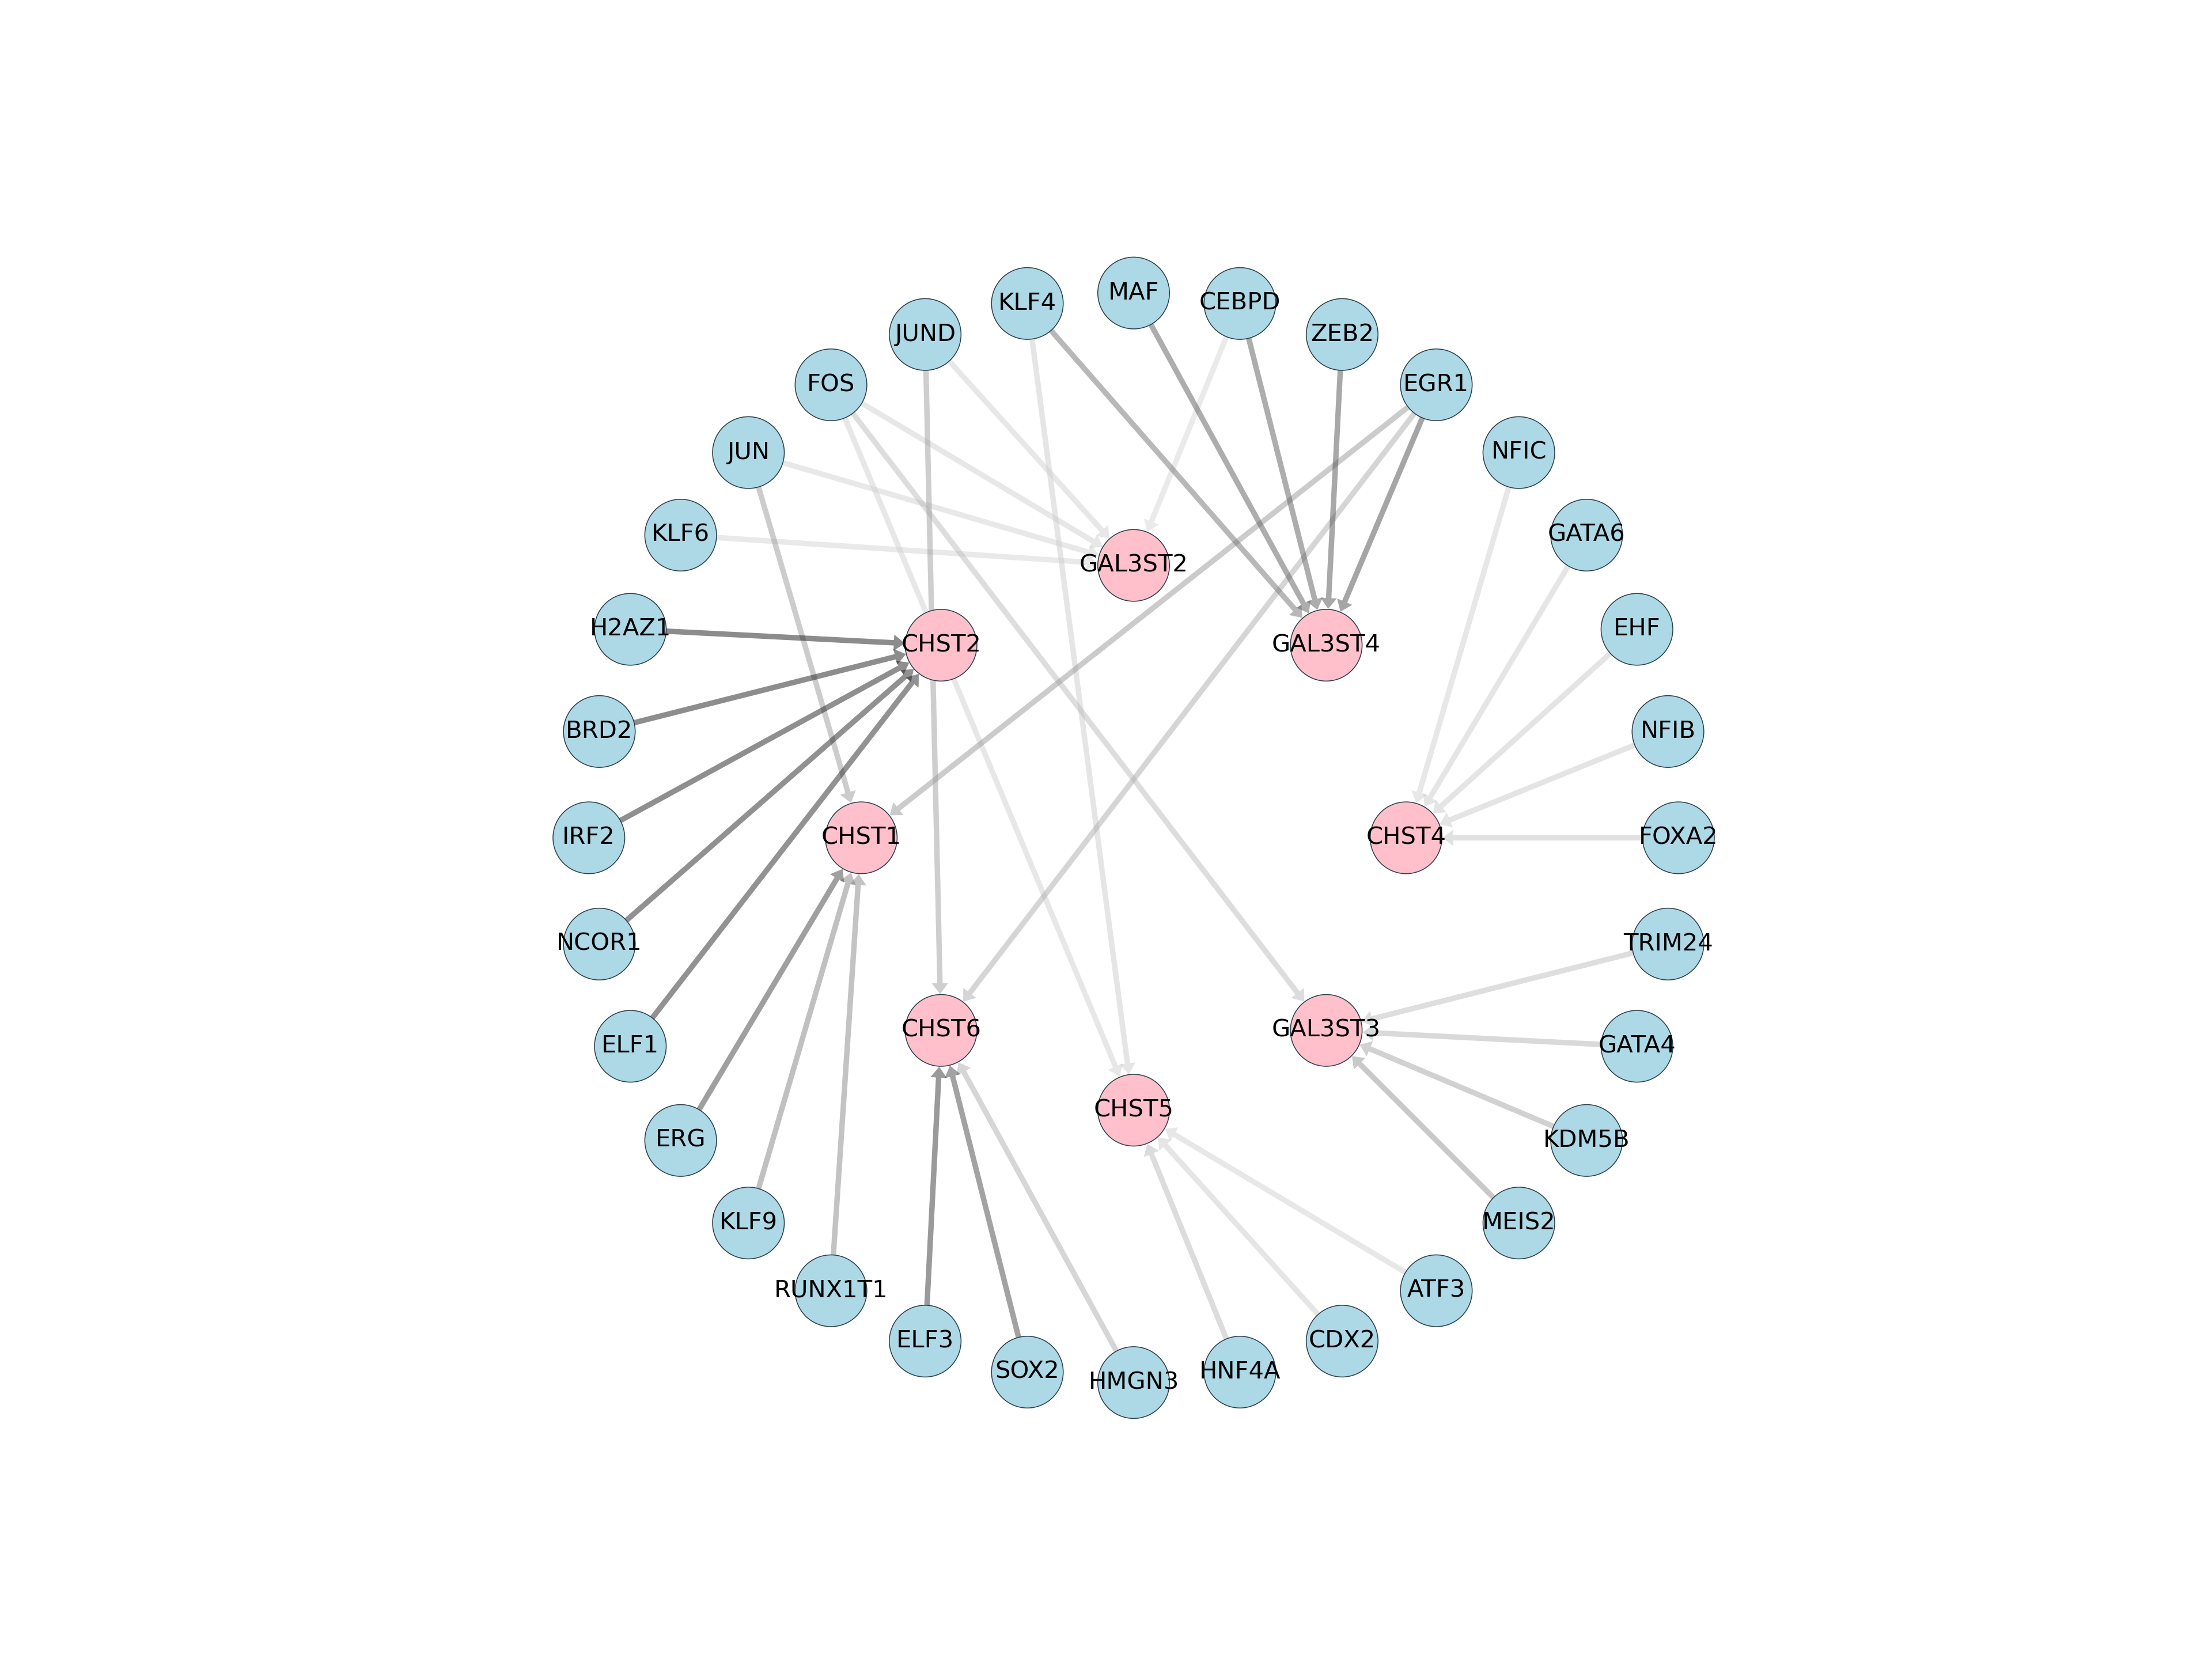 MAF
KLF4
CEBPD
JUND
ZEB2
FOS
EGR1
JUN
NFIC
KLF6
GATA6
GAL3ST2
H2AZ1
EHF
CHST2
GAL3ST4
BRD2
NFIB
IRF2
CHST1
CHST4
FOXA2
NCOR1
TRIM24
CHST6
GAL3ST3
ELF1
GATA4
CHST5
ERG
KDM5B
KLF9
MEIS2
RUNX1T1
ATF3
ELF3
CDX2
SOX2
HNF4A
HMGN3